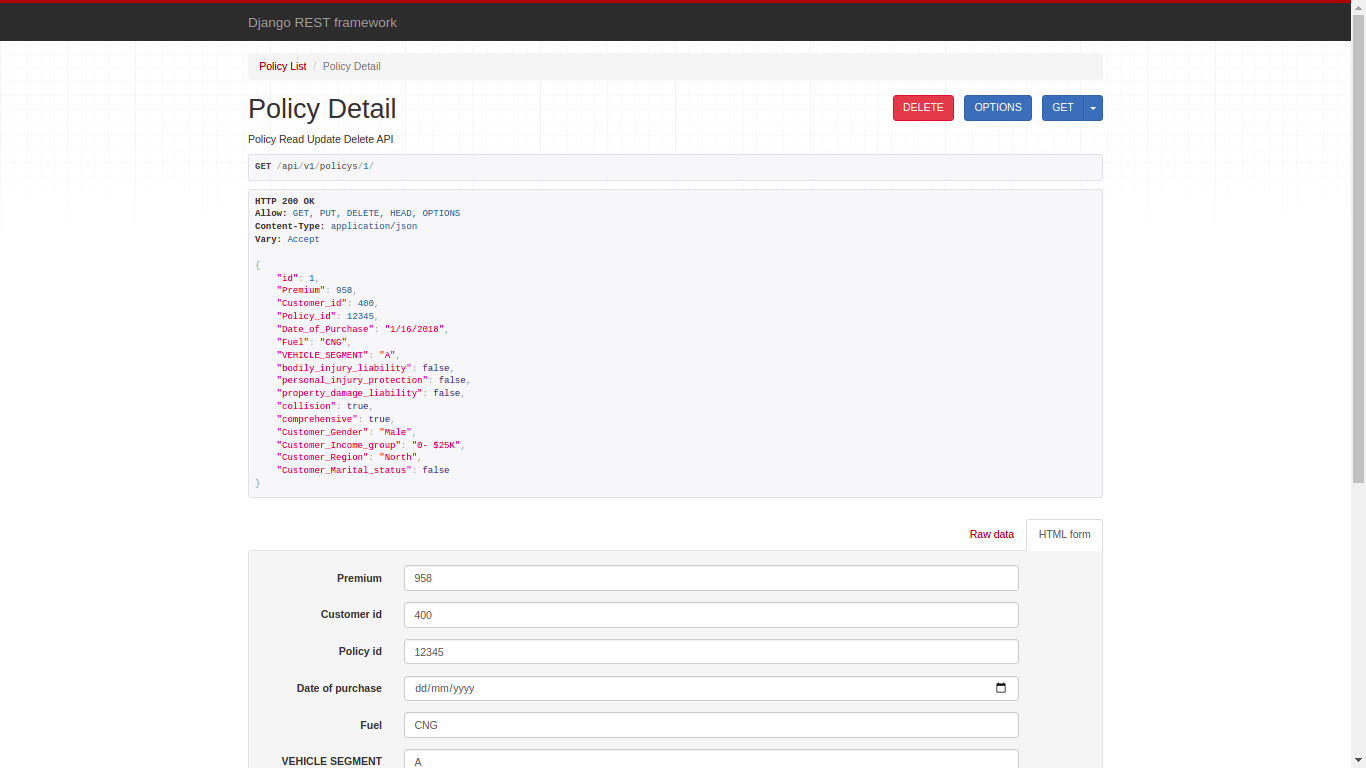 Django REST framework
Policy List / Policy Detail
Policy Detail
DELETE OPTIONS GET
Policy Read Update Delete API
GET /api/v1/policys/1/
HTTP 200 OK
Allow: GET, PUT, DELETE, HEAD, OPTIONS
Content-Type: application/json
Vary: Accept
{
"id": 1,
"Premium": 958,
"Customer_id": 400,
"Policy_id": 12345,
"Date_of_Purchase": "1/16/2018",
"Fuel": "CNG",
"VEHICLE_SEGMENT": "A",
"bodily_injury_liability": false,
"personal_injury_protection": false,
"property_damage_liability": false,
"collision": true,
"comprehensive": true,
"Customer_Gender": "Male",
"Customer_Income_group": "0- $25K",
"Customer_Region": "North",
"Customer_Marital_status": false
}
Raw data HTML form
Premium 958
Customer id 400
Policy id 12345
Date of purchase dd/mm/yyyy
Fuel CNG
VEHICLE SEGMENT A